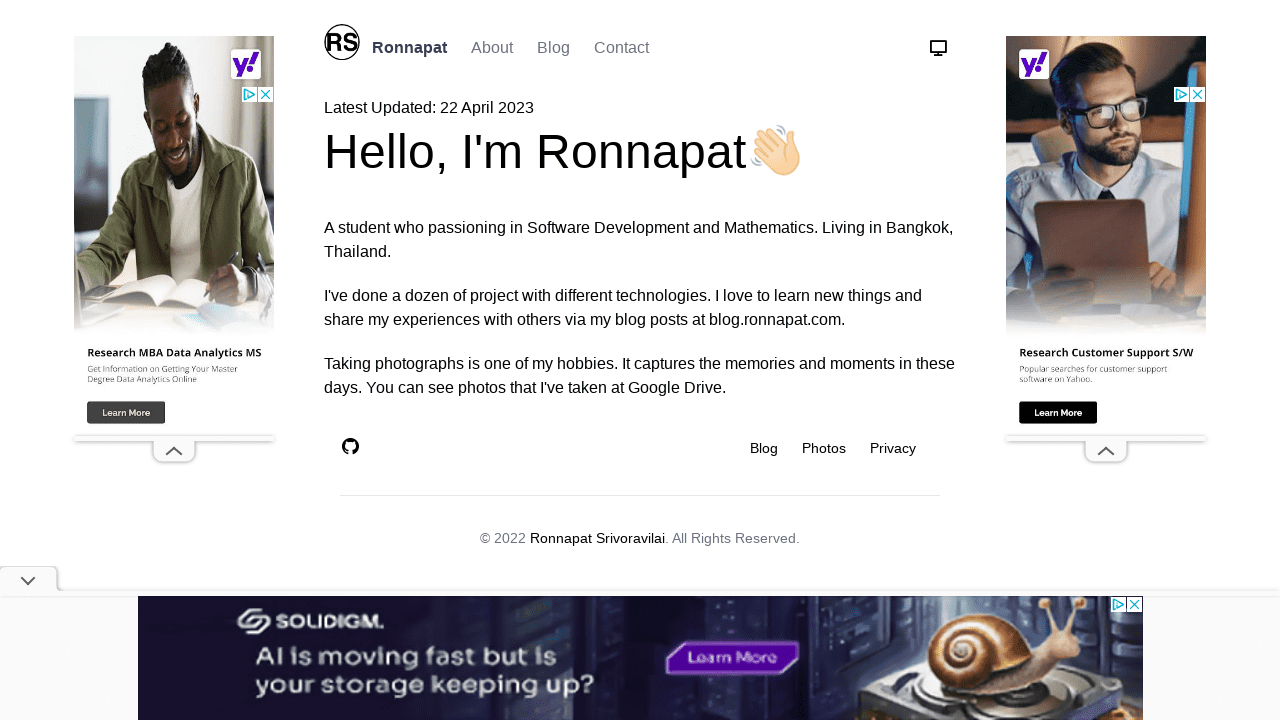 RS Ronnapat About Blog Contact
Latest Updated: 22 April 2023
Hello, I'm Ronnapat👋🏻
A student who passioning in Software Development and Mathematics. Living in Bangkok,
Thailand.
I've done a dozen of project with different technologies. I love to learn new things and
share my experiences with others via my blog posts at blog.ronnapat.com.
Taking photographs is one of my hobbies. It captures the memories and moments in these
days. You can see photos that I've taken at Google Drive.
Blog Photos Privacy
© 2022 Ronnapat Srivoravilai. All Rights Reserved.
y!
Research MBA Data Analytics MS
Get Information on Getting Your Master
Degree Data Analytics Online
Learn More
y!
Research Customer Support S/W
Popular searches for customer support
software on Yahoo.
Learn More
SOLIDIGM.
AI is moving fast but is
your storage keeping up?
Learn More